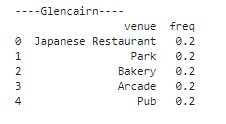 ----Glencairn----
venue freq
0 Japanese Restaurant 0.2
1 Park 0.2
2 Bakery 0.2
3 Arcade 0.2
4 Pub 0.2